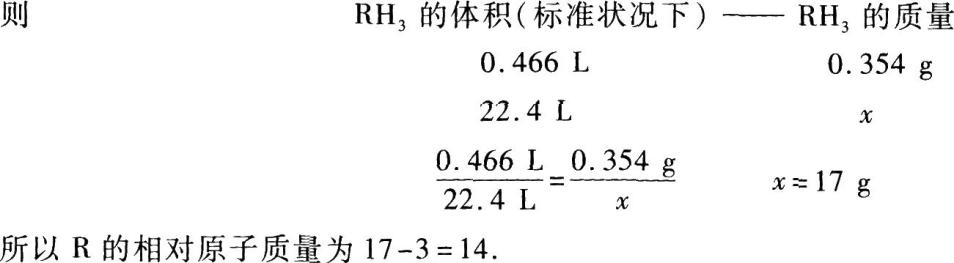 则 RH₃ 的体积(标准状况下) —— RH₃ 的质量
0.466 L 0.354 g
22.4 L x
0.466 L / 22.4 L = 0.354 g / x x≈17 g
所以 R 的相对原子质量为 17-3=14.